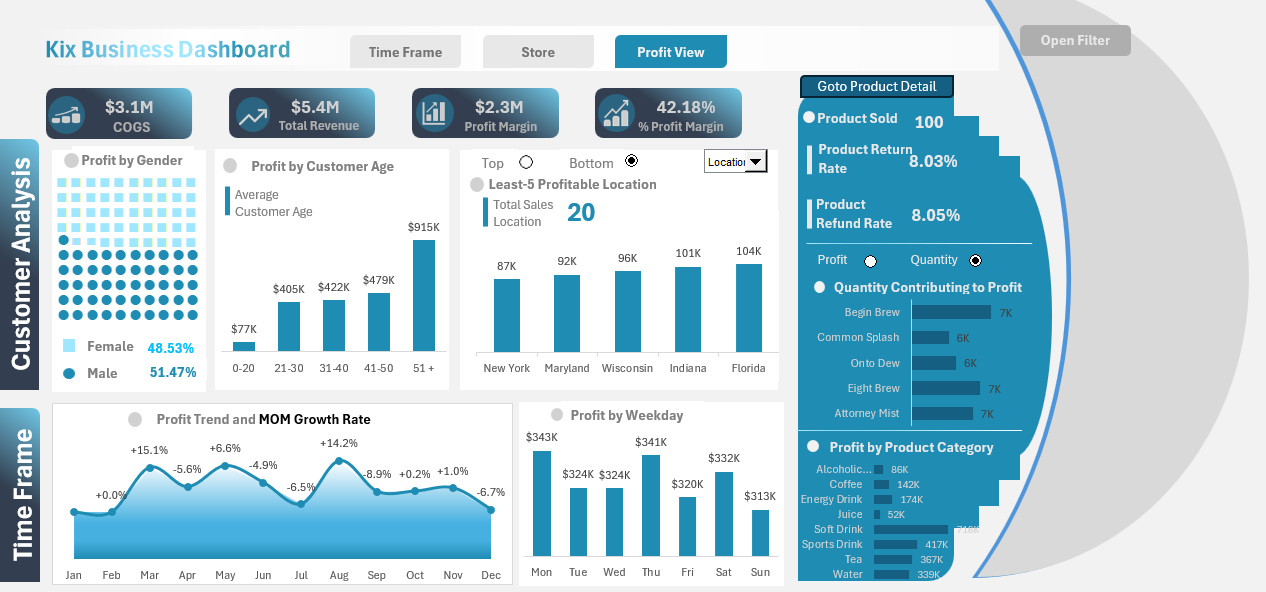 Kix Business Dashboard
Time Frame
Store
Profit View
Open Filter
$3.1M
COGS
$5.4M
Total Revenue
$2.3M
Profit Margin
42.18%
% Profit Margin
Goto Product Detail
Product Sold 100
Product Return
Rate
8.03%
Product
Refund Rate
8.05%
Profit
Quantity
Quantity Contributing to Profit
Begin Brew 7K
Common Splash 6K
Onto Dew 6K
Eight Brew 7K
Attorney Mist 7K
Profit by Product Category
Alcoholic... 86K
Coffee 142K
Energy Drink 174K
Juice 52K
Soft Drink 718K
Sports Drink 417K
Tea 367K
Water 339K
Customer Analysis
Profit by Gender
Female 48.53%
Male 51.47%
Profit by Customer Age
Average
Customer Age
$77K
$405K
$422K
$479K
$915K
0-20 21-30 31-40 41-50 51 +
Top
Bottom
Location
Least-5 Profitable Location
Total Sales
Location
20
87K 92K 96K 101K 104K
New York Maryland Wisconsin Indiana Florida
Time Frame
Profit Trend and MOM Growth Rate
+0.0% +15.1% -5.6% +6.6% -4.9% -6.5% +14.2% -8.9% +0.2% +1.0% -6.7%
Jan Feb Mar Apr May Jun Jul Aug Sep Oct Nov Dec
Profit by Weekday
$343K $324K $324K $341K $320K $332K $313K
Mon Tue Wed Thu Fri Sat Sun